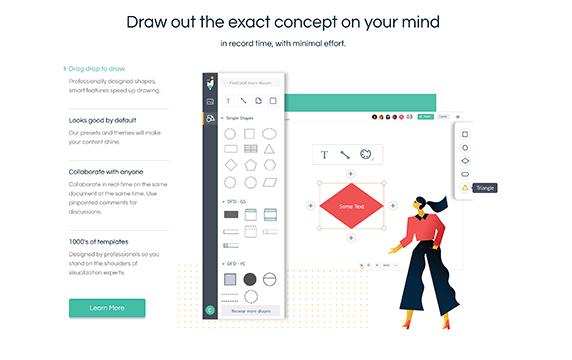 Draw out the exact concept on your mind
in record time, with minimal effort.
Drag drop to draw
Professionally designed shapes,
smart features speed up drawing.
Looks good by default
Our presets and themes will make
your content shine.
Collaborate with anyone
Collaborate in real-time on the same
document at the same time. Use
pinpointed comments for
discussions.
1000's of templates
Designed by professionals so you
stand on the shoulders of
visualization experts.
Learn More
Find/add more shapes
T
Simple Shapes
DFD - GS
DFD - YC
Browse more shapes
C
T
Some Text
Triangle